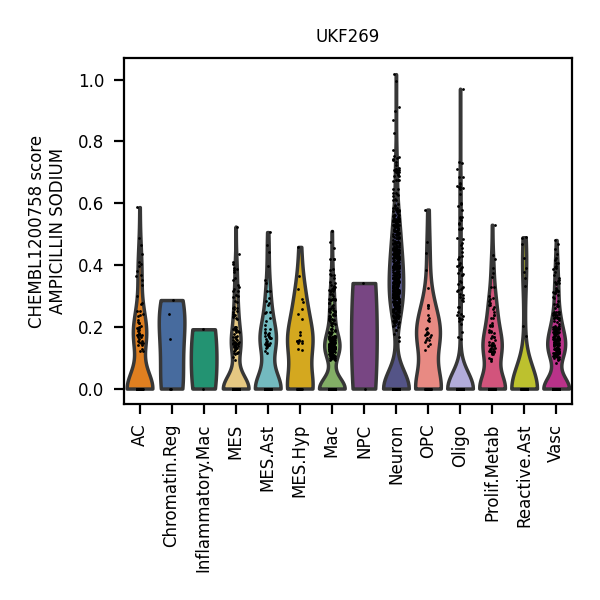 UKF269
CHEMBL1200758 score
AMPICILLIN SODIUM
1.0
0.8
0.6
0.4
0.2
0.0
AC
Chromatin.Reg
Inflammatory.Mac
MES
MES.Ast
MES.Hyp
Mac
NPC
Neuron
OPC
Oligo
Prolif.Metab
Reactive.Ast
Vasc